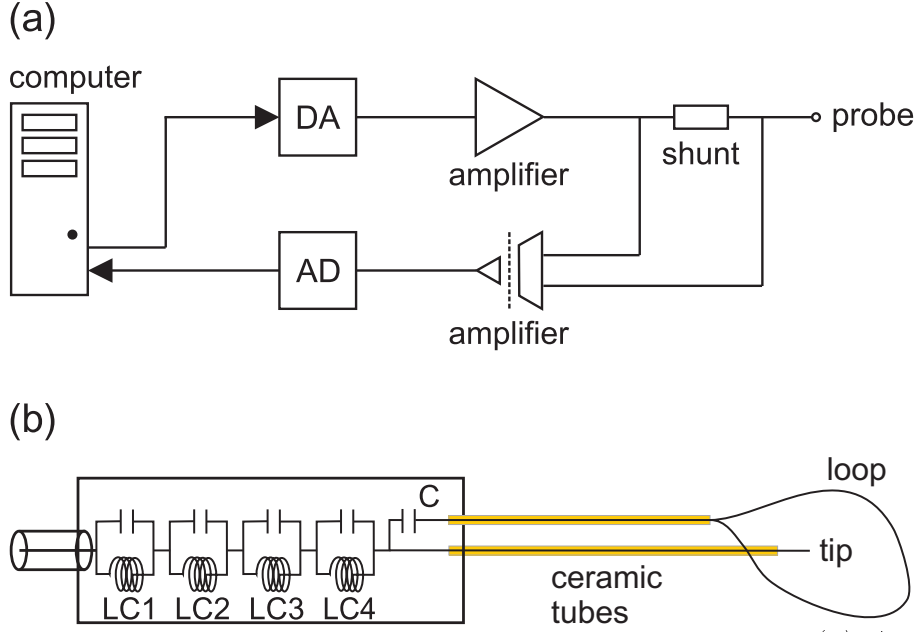 (a)
computer
DA
amplifier
shunt
probe
AD
amplifier
(b)
C
loop
LC1 LC2 LC3 LC4
tip
ceramic
tubes